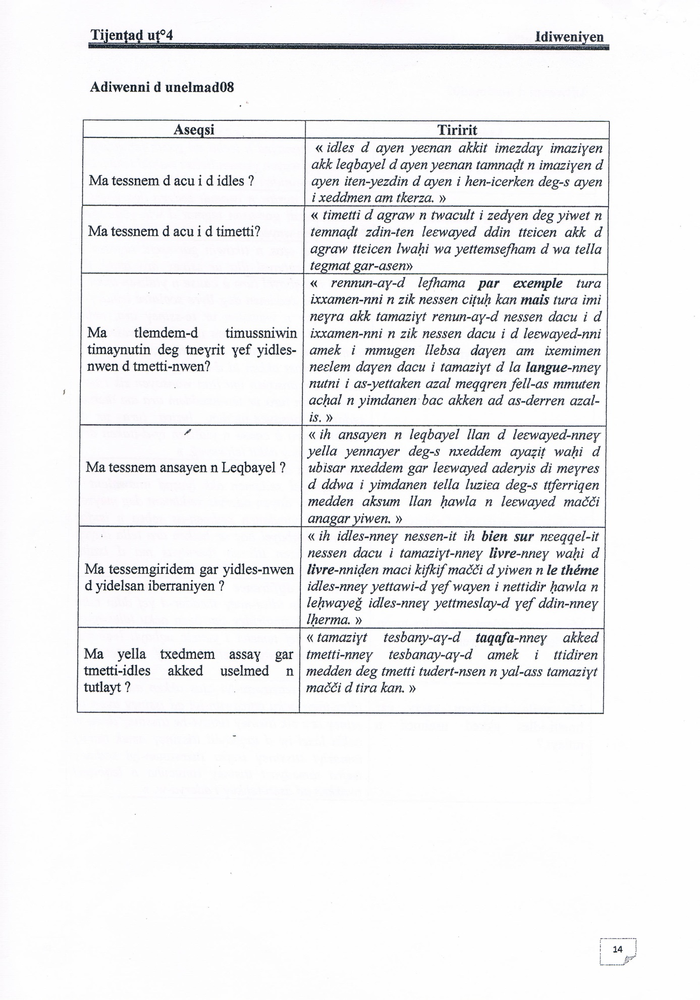 Tijenṭaḍ uṭ°4 Idiweniyen
Adiwenni d unelmad08
Aseqsi
Tiririt
Ma tessnem d acu i d idles ?
« idles d ayen yeɛnan akkit imezdaɣ imaziɣen
akk leqbayel d ayen yeɛnan tamnaḍt n imaziɣen d
ayen iten-yezdin d ayen i hen-icerken deg-s ayen
i xeddmen am tkerza. »
Ma tessnem d acu i d timetti?
« timetti d agraw n twacult i zedɣen deg yiwet n
temnaḍt zdin-ten leɛwayed ddin ttɛicen akk d
agraw ttɛicen lwaḥi wa yettemsefham d wa tella
tegmat gar-asen»
Ma tlemdem-d timussniwin
timaynutin deg tneɣrit ɣef yidles-
nwen d tmetti-nwen?
« rennun-aɣ-d lefhama par exemple tura
ixxamen-nni n zik nessen ciṭuḥ kan mais tura imi
neɣra akk tamaziɣt renun-aɣ-d nessen dacu i d
ixxamen-nni n zik nessen dacu i d leɛwayed-nni
amek i mmugen llebsa daɣen am ixemimen
neɛlem daɣen dacu i tamaziɣt d la langue-nneɣ
nutni i as-yettaken azal meqqren fell-as mmuten
acḥal n yimdanen bac akken ad as-derren azal-
is. »
Ma tessnem ansayen n Leqbayel ?
« ih ansayen n leqbayel llan d leɛwayed-nneɣ
yella yennayer deg-s nxeddem ayaẓiṭ waḥi d
ubisar nxeddem gar leɛwayed aderyis di meɣres
d ddwa i yimdanen tella luziɛa deg-s ttferriqen
medden aksum llan ḥawla n leɛwayed mačči
anagar yiwen. »
Ma tessemgiridem gar yidles-nwen
d yidelsan iberraniyen ?
« ih idles-nneɣ nessen-it ih bien sur nɛeqqel-it
nessen dacu i tamaziɣt-nneɣ livre-nneɣ waḥi d
livre-nniḍen maci kifkif mačči d yiwen n le théme
idles-nneɣ yettawi-d ɣef wayen i nettidir ḥawla n
leḥwayeǧ idles-nneɣ yettmeslay-d ɣef ddin-nneɣ
lḥerma. »
Ma yella txedmem assaɣ gar
tmetti-idles akked uselmed n
tutlayt ?
« tamaziɣt tesbany-aɣ-d taqafa-nneɣ akked
tmetti-nneɣ tesbanay-aɣ-d amek i ttidiren
medden deg tmetti tudert-nsen n yal-ass tamaziɣt
mačči d tira kan. »
14